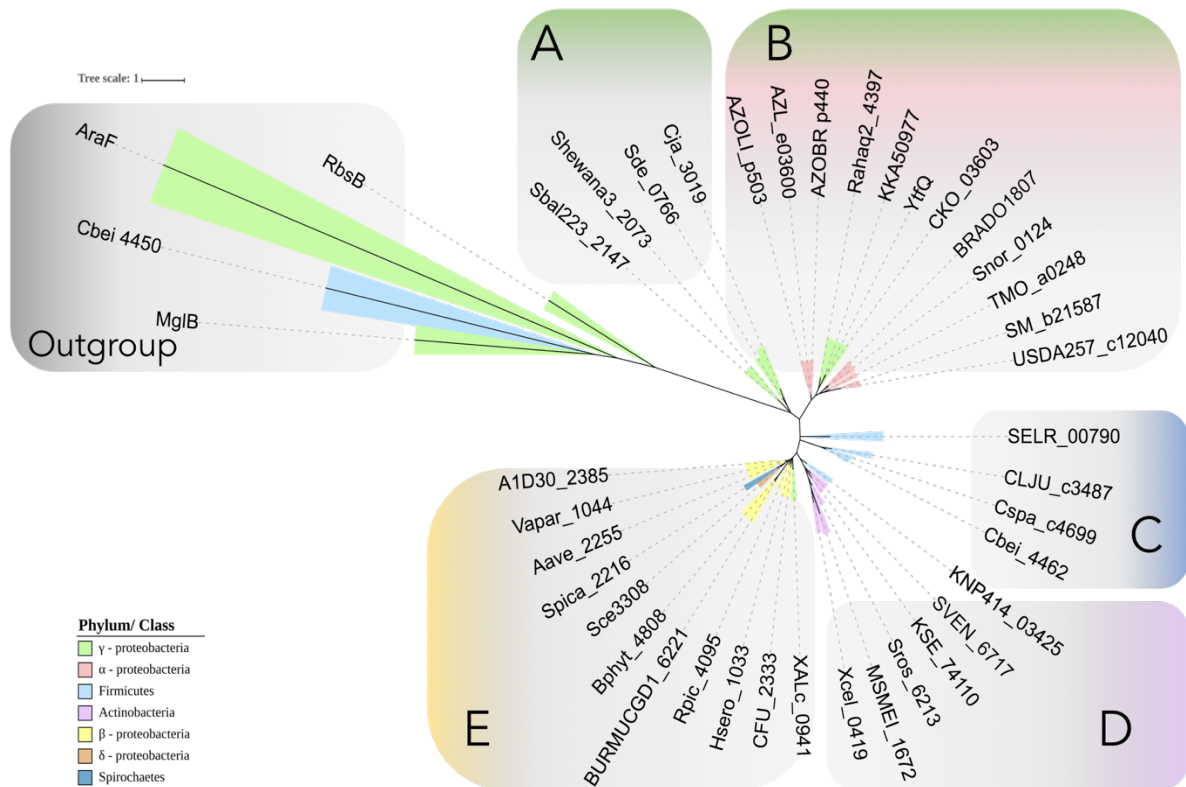 Tree scale: 1
A
B
AraF
RbsB
Cbei 4450
MglB
Outgroup
Cja_3019
Sde_0766
Shewana3_2073
Sbal223_2147
AZOLI_p503
AZL_e03600
AZOBR p440
Rahaq2_4397
KKA50977
YtfQ
CKO_03603
BRADO1807
Snor_0124
TMO_a0248
SM_b21587
USDA257_c12040
SELR_00790
CLJU_c3487
Cspa_c4699
Cbei_4462
C
KNP414_03425
SVEN_6717
KSE_74110
Sros_6213
MSMEI_1672
Xcel_0419
D
A1D30_2385
Vapar_1044
Aave_2255
Spica_2216
Sce3308
Bphyt_4808
BURMUCGD1_6221
Rpic_4095
Hsero_1033
CFU_2333
XALc_0941
E
Phylum/ Class
γ - proteobacteria
α - proteobacteria
Firmicutes
Actinobacteria
β - proteobacteria
δ - proteobacteria
Spirochaetes